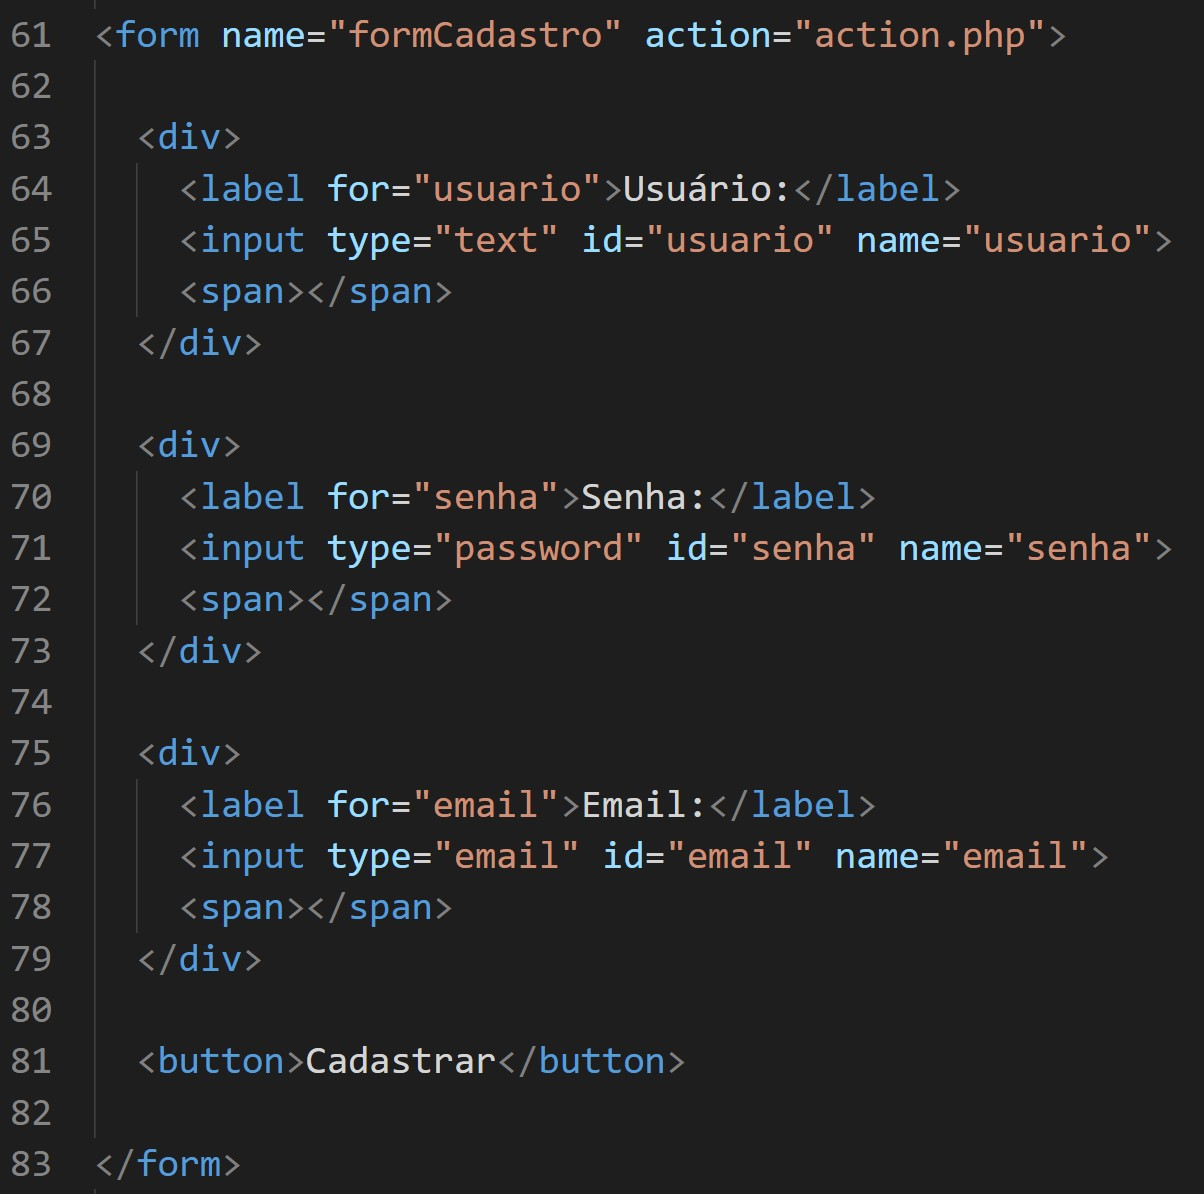 61 <form name="formCadastro" action="action.php">
62
63 <div>
64 <label for="usuario">Usuário:</label>
65 <input type="text" id="usuario" name="usuario">
66 <span></span>
67 </div>
68
69 <div>
70 <label for="senha">Senha:</label>
71 <input type="password" id="senha" name="senha">
72 <span></span>
73 </div>
74
75 <div>
76 <label for="email">Email:</label>
77 <input type="email" id="email" name="email">
78 <span></span>
79 </div>
80
81 <button>Cadastrar</button>
82
83 </form>